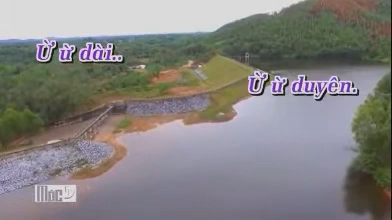 Ừ ừ dài..
Ừ ừ duyên.